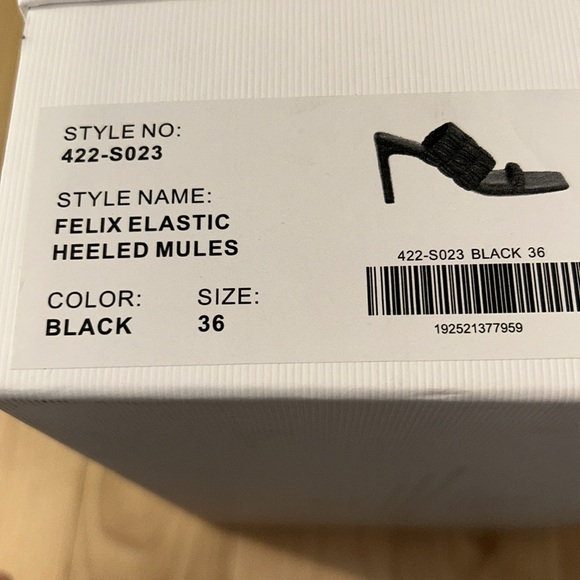 STYLE NO:
422-S023
STYLE NAME:
FELIX ELASTIC
HEELED MULES
COLOR: SIZE:
BLACK 36
422-S023 BLACK 36
192521377959